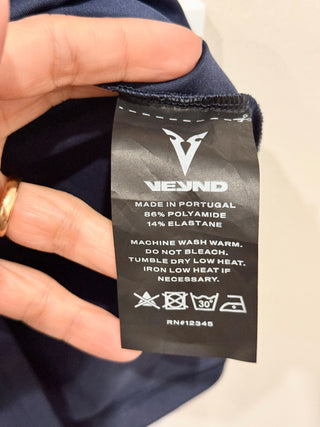 VEYND
MADE IN PORTUGAL
86% POLYAMIDE
14% ELASTANE
MACHINE WASH WARM.
DO NOT BLEACH.
TUMBLE DRY LOW HEAT.
IRON LOW HEAT IF
NECESSARY.
30°
RN#12345